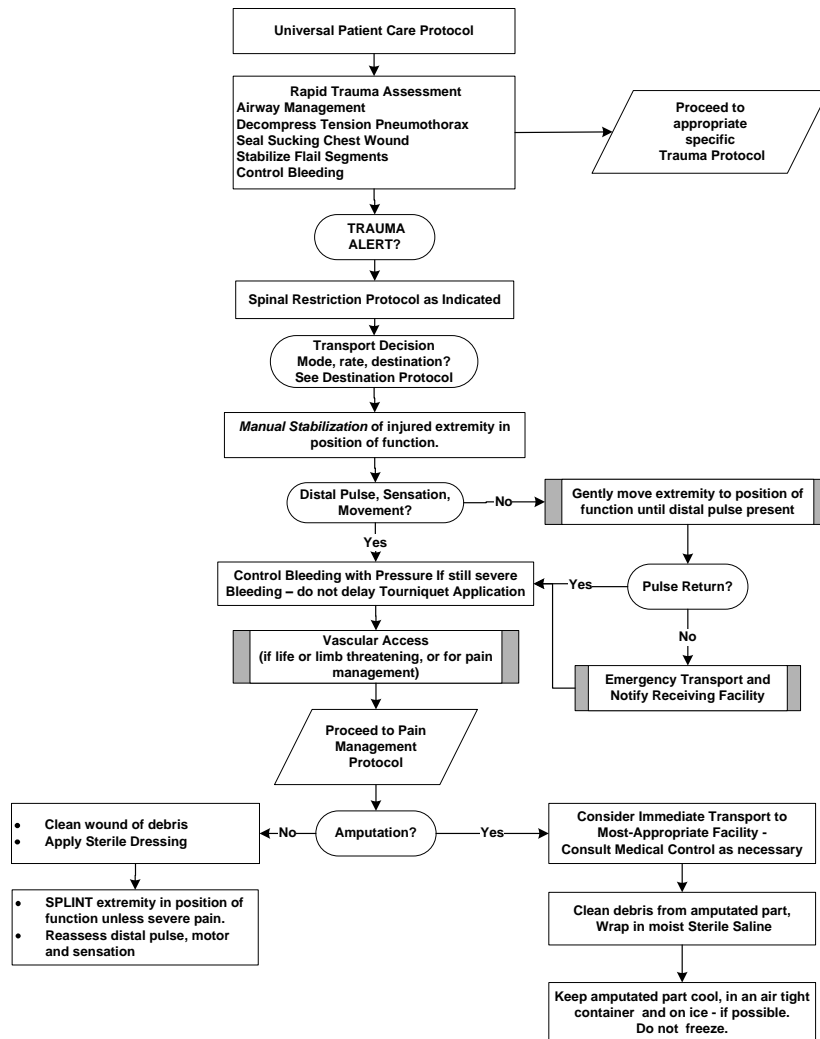 Universal Patient Care Protocol
Rapid Trauma Assessment
Airway Management
Decompress Tension Pneumothorax
Seal Sucking Chest Wound
Stabilize Flail Segments
Control Bleeding
Proceed to
appropriate
specific
Trauma Protocol
TRAUMA
ALERT?
Spinal Restriction Protocol as Indicated
Transport Decision
Mode, rate, destination?
See Destination Protocol
Manual Stabilization of injured extremity in
position of function.
Distal Pulse, Sensation,
Movement?
No
Gently move extremity to position of
function until distal pulse present
Yes
Control Bleeding with Pressure If still severe
Bleeding – do not delay Tourniquet Application
Yes
Pulse Return?
No
Vascular Access
(if life or limb threatening, or for pain
management)
Emergency Transport and
Notify Receiving Facility
Proceed to Pain
Management
Protocol
Amputation?
No
• Clean wound of debris
• Apply Sterile Dressing
Yes
Consider Immediate Transport to
Most-Appropriate Facility -
Consult Medical Control as necessary
• SPLINT extremity in position of
function unless severe pain.
• Reassess distal pulse, motor
and sensation
Clean debris from amputated part,
Wrap in moist Sterile Saline
Keep amputated part cool, in an air tight
container and on ice - if possible.
Do not freeze.